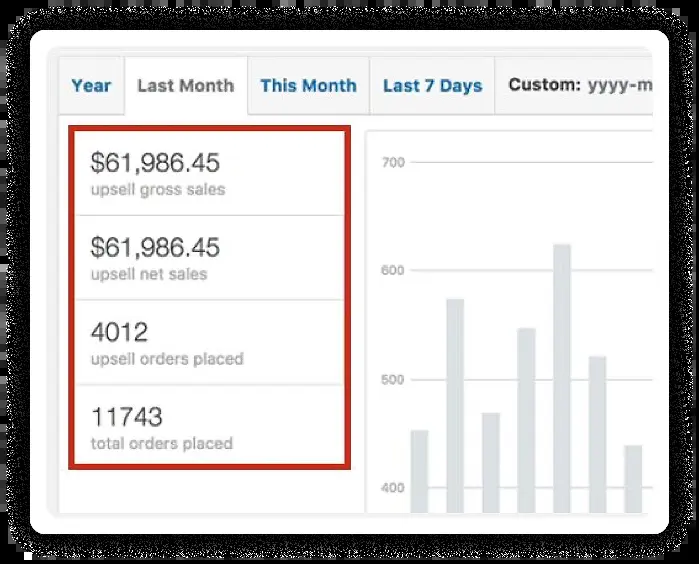 Year Last Month This Month Last 7 Days Custom: yyyy-m
$61,986.45
upsell gross sales
$61,986.45
upsell net sales
4012
upsell orders placed
11743
total orders placed
700
600
500
400